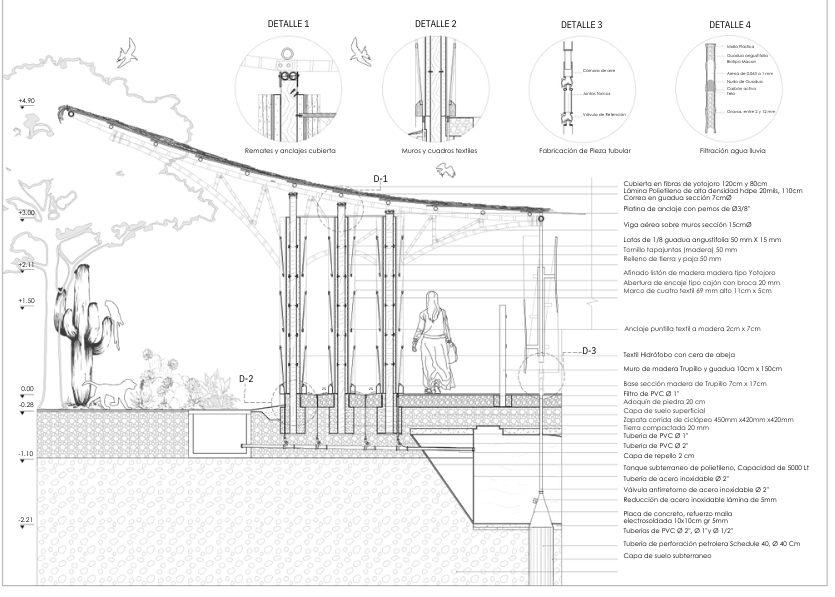 DETALLE 1
DETALLE 2
DETALLE 3
DETALLE 4
Malla Plástica
Guadua angustifolia
Biotipo Macana
Arena de 0,063 a 1 mm
Nudo de Guadua
Carbón activo
Tela
Grava, entre 2 y 12 mm
Cámara de aire
Juntas tóricas
Válvula de Retención
Remates y anclajes cubierta
Muros y cuadros textiles
Fabricación de Pieza tubular
Filtración agua lluvia
+4.90
+3.00
+2.11
+1.50
0.00
-0.28
-1.10
-2.21
D-1
D-2
D-3
2%
2%
Cubierta en fibras de yotojoro 120cm y 80cm
Lámina Polietileno de alta densidad hdpe 20mils, 110cm
Correa en guadua sección 7cmØ
Platina de anclaje con pernos de Ø3/8"
Viga aérea sobre muros sección 15cmØ
Latas de 1/8 guadua angustifolia 50 mm X 15 mm
Tornillo tapajuntas (madera) 50 mm
Relleno de tierra y paja 50 mm
Afinado listón de madera madera tipo Yotojoro
Abertura de encaje tipo cajón con broca 20 mm
Marco de cuatro textil 69 mm alto 11cm x 5cm
Anclaje puntilla textil a madera 2cm x 7cm
Textil Hidrófobo con cera de abeja
Muro de madera Trupillo y guadua 10cm x 150cm
Base sección madera de Trupillo 7cm x 17cm
Filtro de PVC Ø 1"
Adoquín de piedra 20 cm
Capa de suelo superficial
Zapata corrida de ciclópeo 450mm x420mm x420mm
Tierra compactada 20 mm
Tubería de PVC Ø 1"
Tubería de PVC Ø 2"
Capa de repello 2 cm
Tanque subterraneo de polietileno, Capacidad de 5000 Lt
Tubería de acero inoxidable Ø 2"
Válvula antirretorno de acero inoxidable Ø 2"
Reducción de acero inoxidable lámina de 5mm
Placa de concreto, refuerzo malla
electrosoldada 10x10cm gr 5mm
Tuberías de PVC Ø 2", Ø 1"y Ø 1/2"
Tubería de perforación petrolera Schedule 40, Ø 40 Cm
Capa de suelo subterraneo